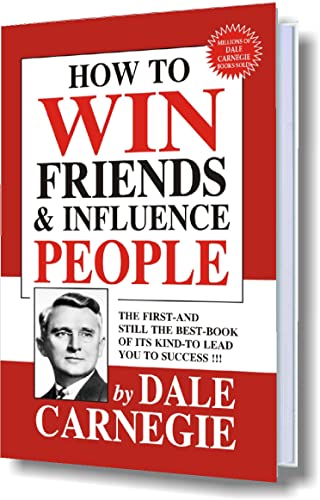 HOW TO
WIN
FRIENDS
& INFLUENCE
PEOPLE
MILLIONS OF
DALE
CARNEGIE
BOOKS SOLD
THE FIRST-AND
STILL THE BEST-BOOK
OF ITS KIND-TO LEAD
YOU TO SUCCESS !!!
by DALE
CARNEGIE